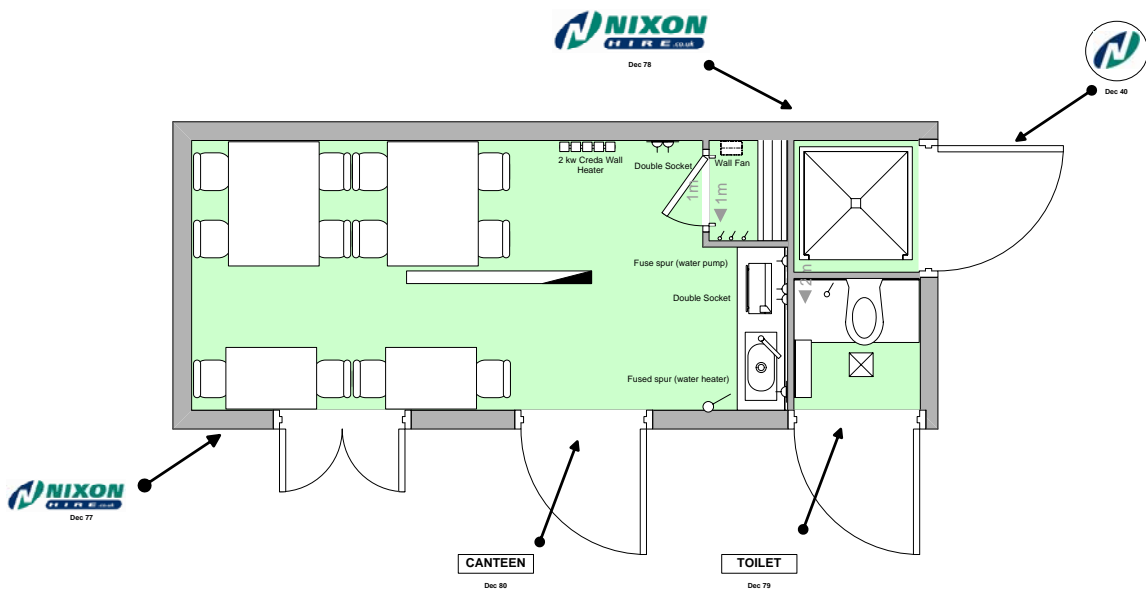 NIXON
HIRE.co.uk
Dec 78
Dec 40
2 kw Creda Wall
Heater
Double Socket
Wall Fan
1m
1m
Fuse spur (water pump)
2m
Double Socket
Fused spur (water heater)
NIXON
HIRE.co.uk
Dec 77
CANTEEN
Dec 80
TOILET
Dec 79